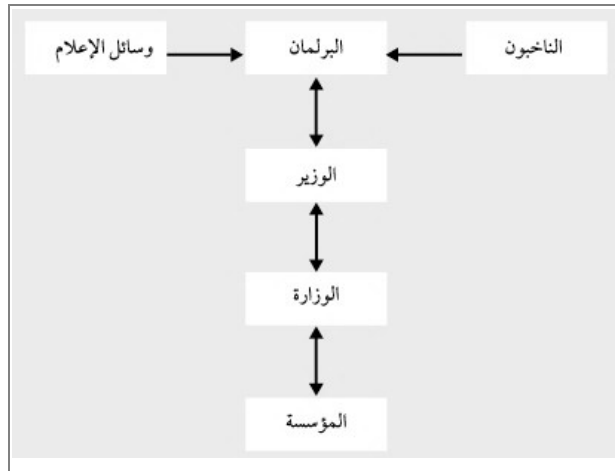 الناخبون
البرلمان
وسائل الإعلام
الوزير
الوزارة
المؤسسة